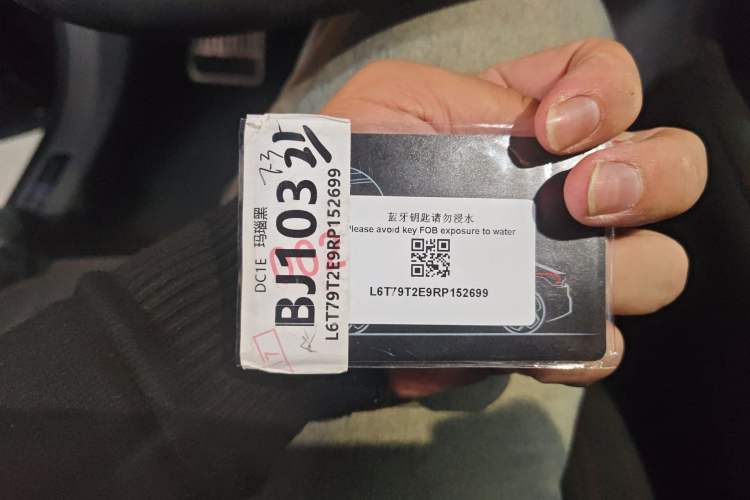 DC1E 玛瑙黑
BJ103
L6T79T2E9RP152699
蓝牙钥匙请勿浸水
Please avoid key FOB exposure to water
L6T79T2E9RP152699